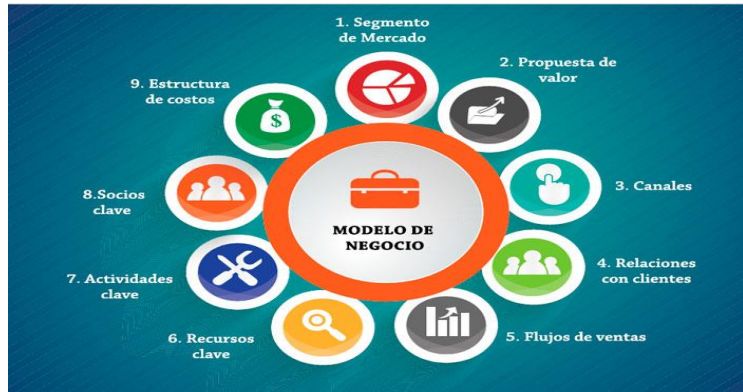 1. Segmento
de Mercado
2. Propuesta de
valor
3. Canales
4. Relaciones
con clientes
5. Flujos de ventas
6. Recursos
clave
7. Actividades
clave
8.Socios
clave
9. Estructura
de costos
$
MODELO DE
NEGOCIO